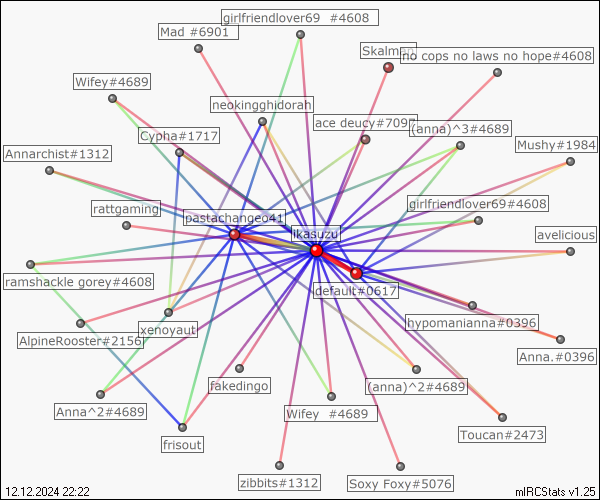 girlfriendlover69 #4608
Mad #6901
Skalman
no cops no laws no hope#4608
Wifey#4689
neokingghidorah
ace deucy#7097
(anna)^3#4689
Cypha#1717
Mushy#1984
Annarchist#1312
girlfriendlover69#4608
rattgaming
pastachangeo41
ikasuzu
avelicious
ramshackle gorey#4608
default#0617
hypomanianna#0396
xenoyaut
AlpineRooster#2156
Anna.#0396
fakedingo
(anna)^2#4689
Anna^2#4689
Wifey #4689
Toucan#2473
frisout
zibbits#1312
Soxy Foxy#5076
12.12.2024 22:22
mIRCStats v1.25